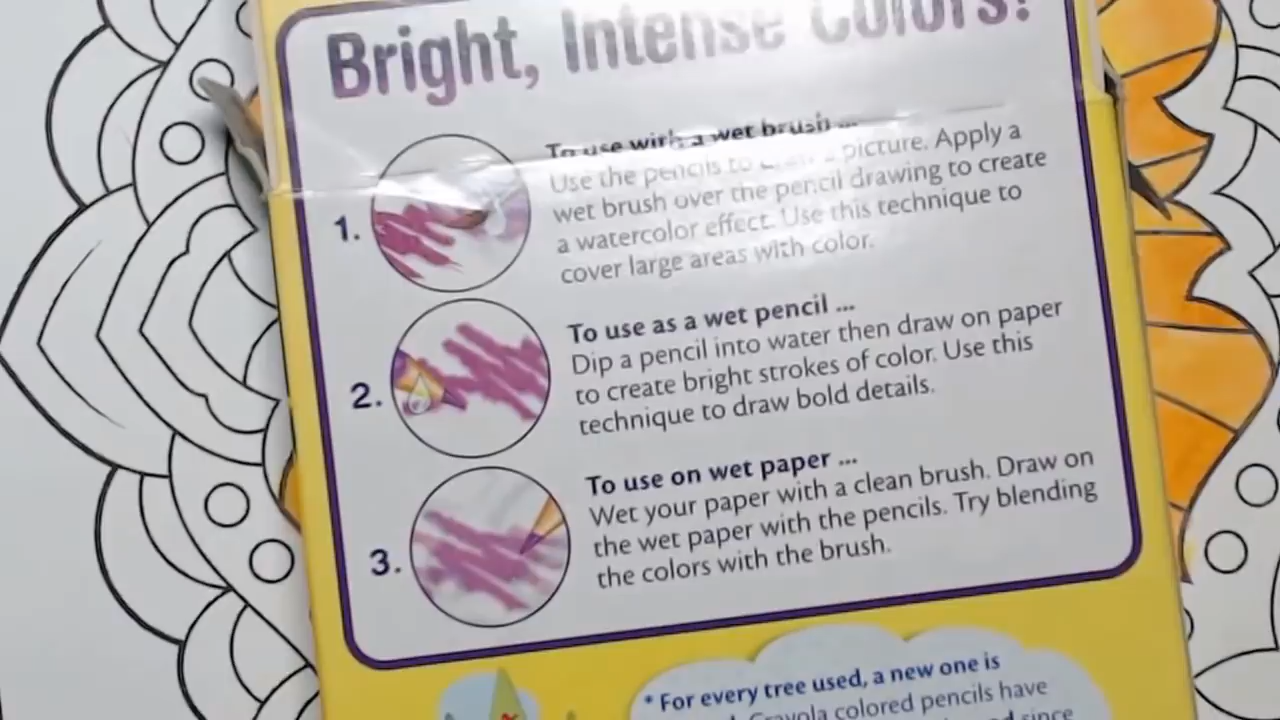 Bright, Intense Colors!
1.
To use with a wet brush ...
Use the pencils to draw a picture. Apply a
wet brush over the pencil drawing to create
a watercolor effect. Use this technique to
cover large areas with color.
2.
To use as a wet pencil ...
Dip a pencil into water then draw on paper
to create bright strokes of color. Use this
technique to draw bold details.
3.
To use on wet paper ...
Wet your paper with a clean brush. Draw on
the wet paper with the pencils. Try blending
the colors with the brush.
* For every tree used, a new one is
Crayola colored pencils have
since